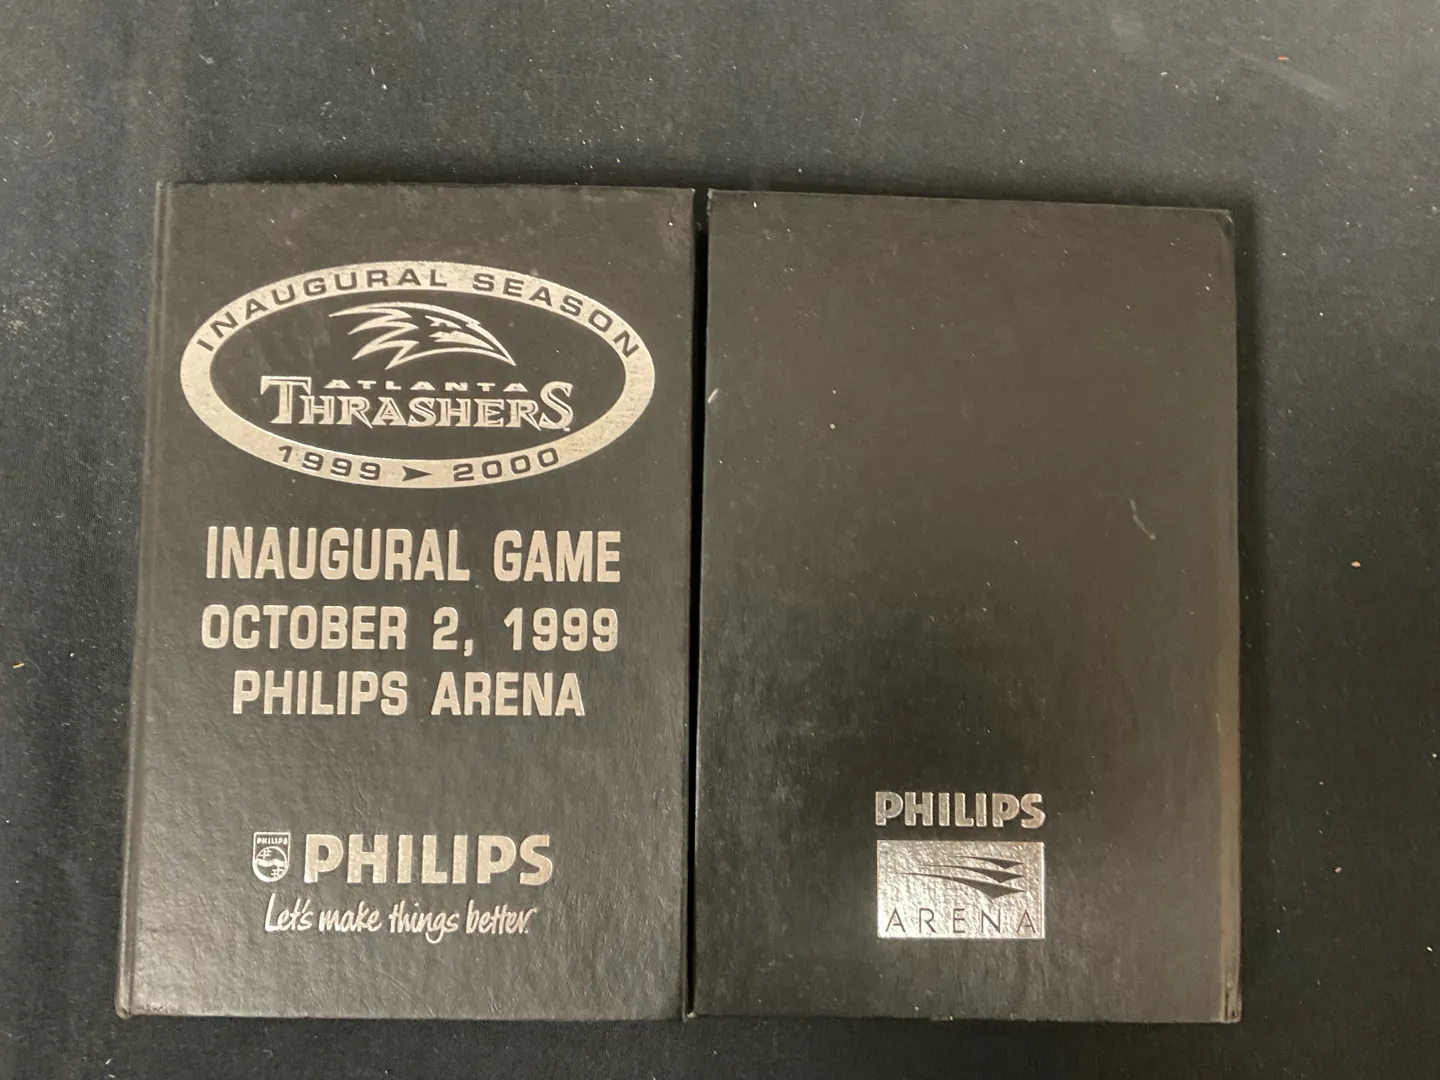 INAUGURAL SEASON
ATLANTA
THRASHERS
1999 ➤ 2000
INAUGURAL GAME
OCTOBER 2, 1999
PHILIPS ARENA
PHILIPS
PHILIPS
Let's make things better.
PHILIPS
ARENA